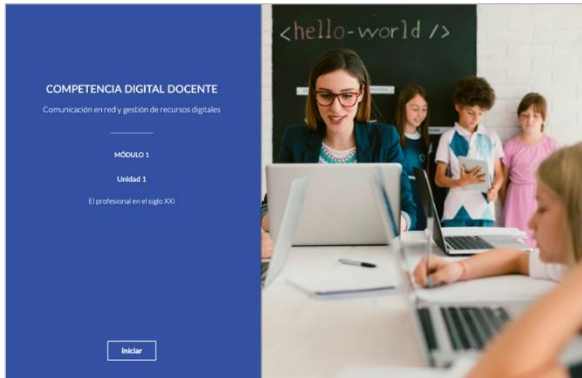 COMPETENCIA DIGITAL DOCENTE
Comunicación en red y gestión de recursos digitales
MÓDULO 1
Unidad 1
El profesional en el siglo XXI
Iniciar
<hello-world />